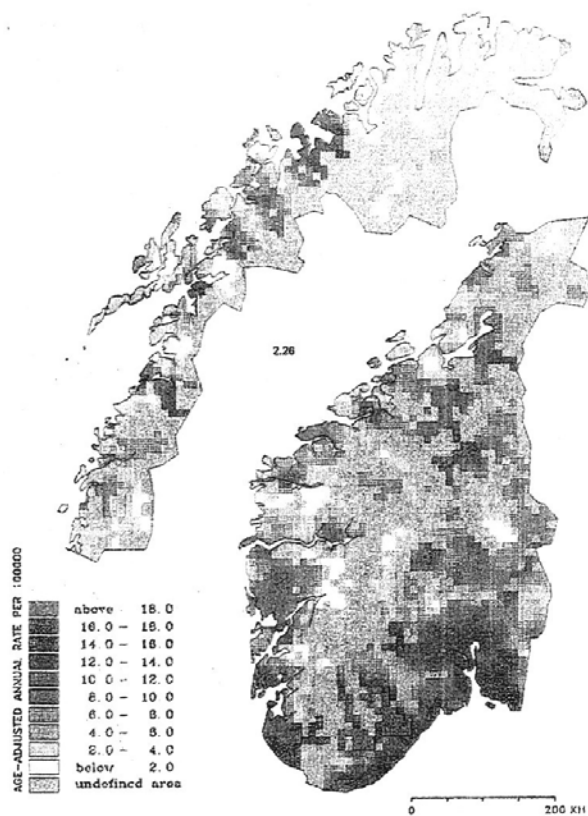 2.26
AGE-ADJUSTED ANNUAL RATE PER 100000
above 18.0
16.0 - 18.0
14.0 - 16.0
12.0 - 14.0
10.0 - 12.0
8.0 - 10.0
6.0 - 8.0
4.0 - 6.0
2.0 - 4.0
below 2.0
undefined area
0 200 KM